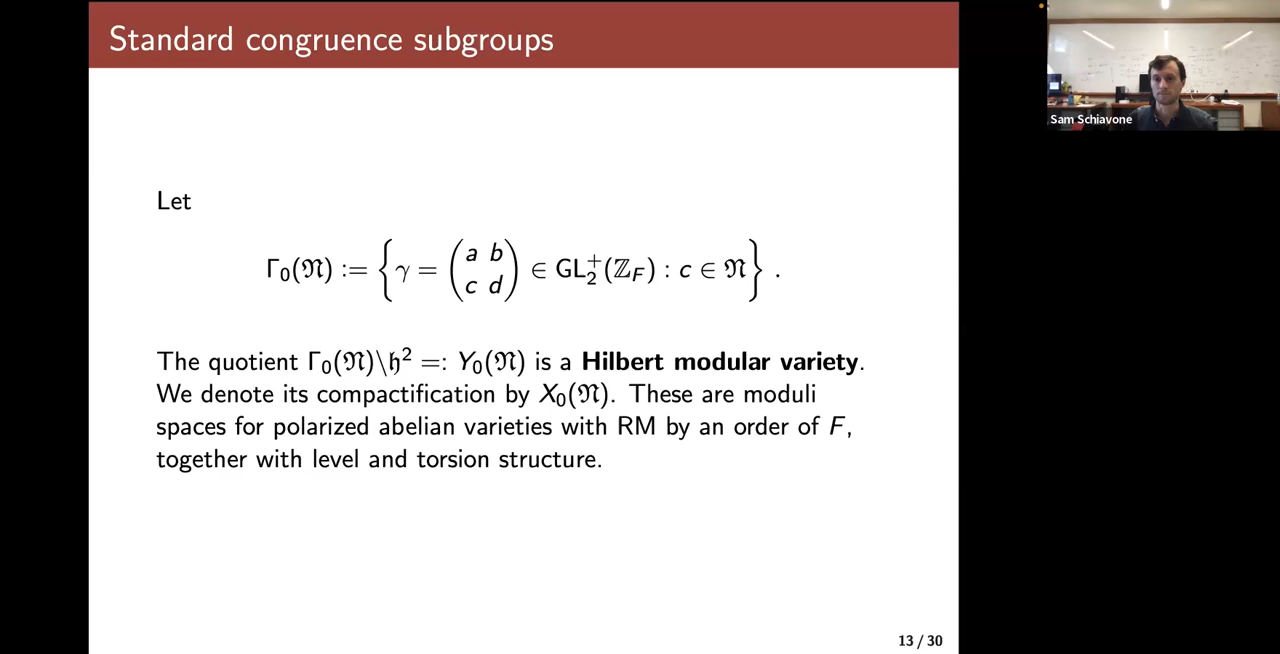 Standard congruence subgroups
Sam Schiavone
Let
Γ₀(𝔑) := { γ = ( a b ; c d ) ∈ GL₂⁺(ℤ_F) : c ∈ 𝔑 } .
The quotient Γ₀(𝔑)\𝔥² =: Y₀(𝔑) is a Hilbert modular variety.
We denote its compactification by X₀(𝔑). These are moduli
spaces for polarized abelian varieties with RM by an order of F,
together with level and torsion structure.
13 / 30